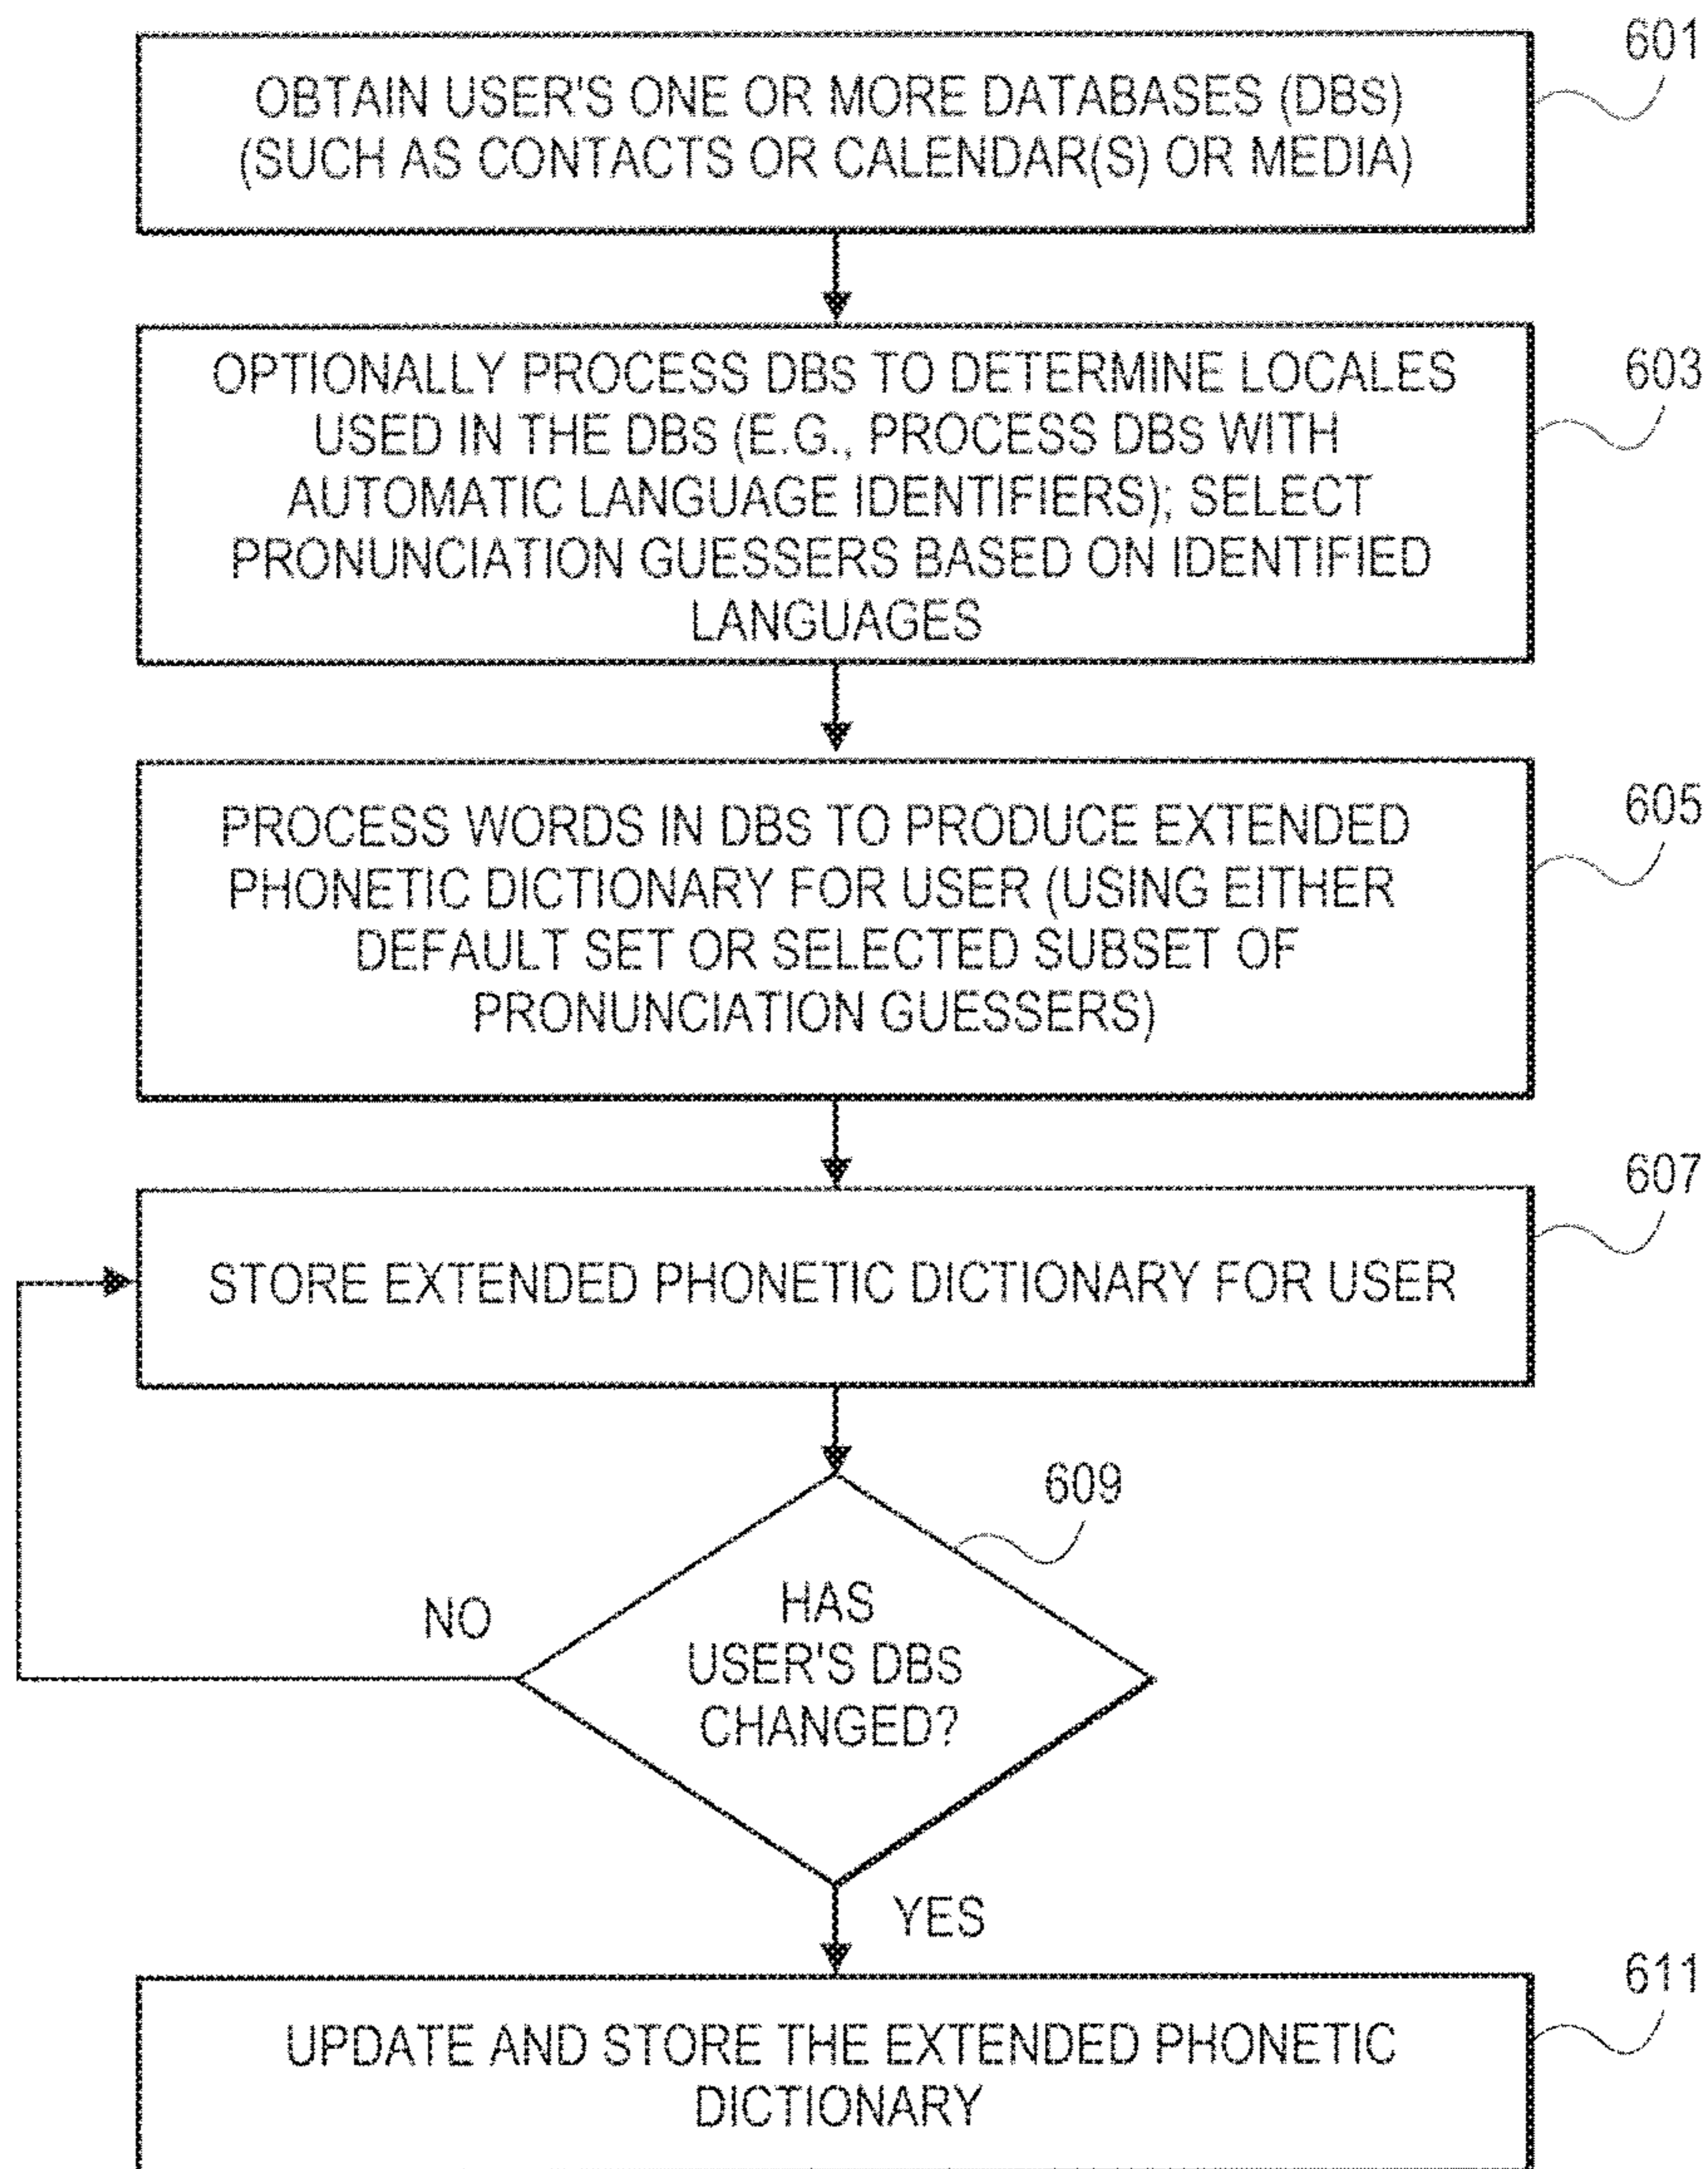 601
OBTAIN USER'S ONE OR MORE DATABASES (DBS)
(SUCH AS CONTACTS OR CALENDAR(S) OR MEDIA)
603
OPTIONALLY PROCESS DBS TO DETERMINE LOCALES
USED IN THE DBS (E.G., PROCESS DBS WITH
AUTOMATIC LANGUAGE IDENTIFIERS); SELECT
PRONUNCIATION GUESSERS BASED ON IDENTIFIED
LANGUAGES
605
PROCESS WORDS IN DBS TO PRODUCE EXTENDED
PHONETIC DICTIONARY FOR USER (USING EITHER
DEFAULT SET OR SELECTED SUBSET OF
PRONUNCIATION GUESSERS)
607
STORE EXTENDED PHONETIC DICTIONARY FOR USER
609
NO
HAS
USER'S DBS
CHANGED?
YES
611
UPDATE AND STORE THE EXTENDED PHONETIC
DICTIONARY